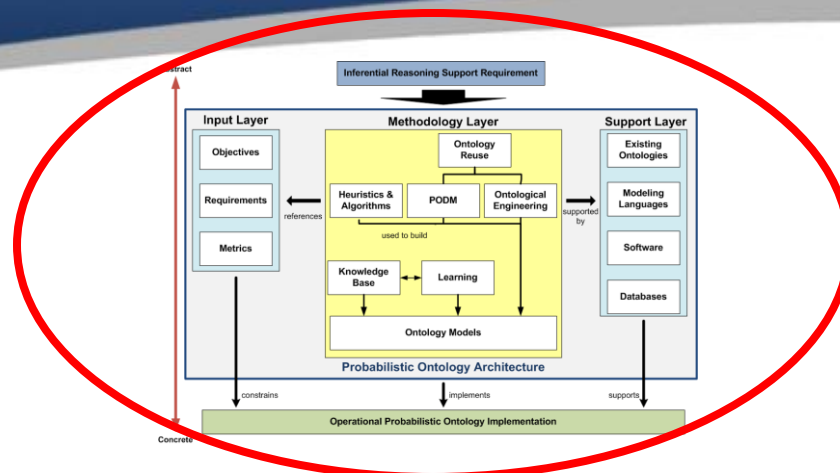 Inferential Reasoning Support Requirement
Input Layer
Methodology Layer
Support Layer
Objectives
Requirements
Metrics
Ontology
Reuse
Heuristics &
Algorithms
PODM
Ontological
Engineering
used to build
Knowledge
Base
Learning
Ontology Models
references
supported
by
Existing
Ontologies
Modeling
Languages
Software
Databases
Probabilistic Ontology Architecture
constrains
implements
supports
Operational Probabilistic Ontology Implementation
Concrete